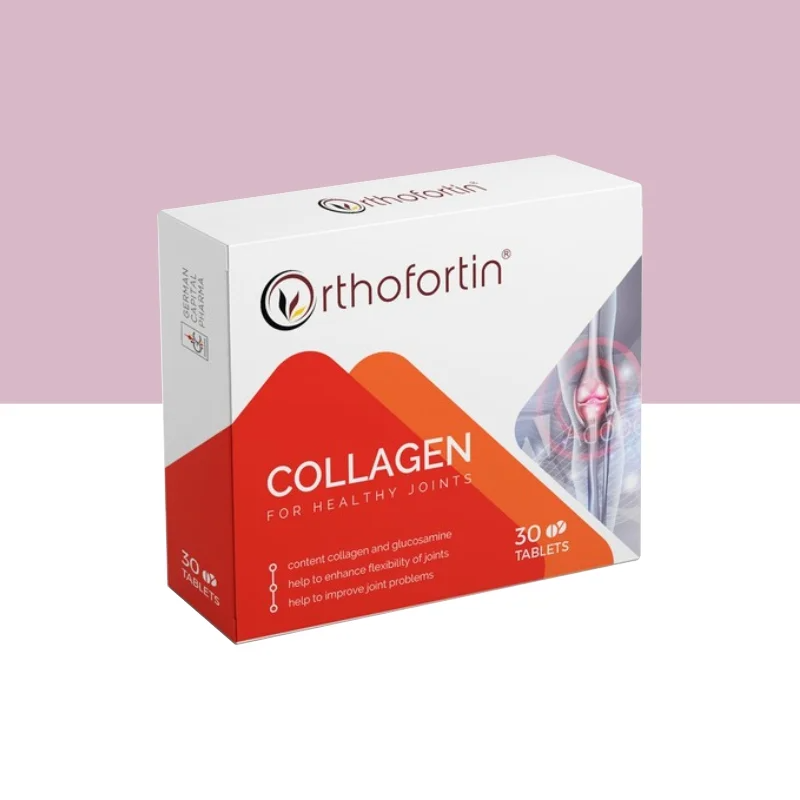 Orthofortin®
GERMAN
CAPITAL
PHARMA
Orthofortin®
COLLAGEN
FOR HEALTHY JOINTS
content collagen and glucosamine
help to enhance flexibility of joints
help to improve joint problems
30
TABLETS
30
TABLETS